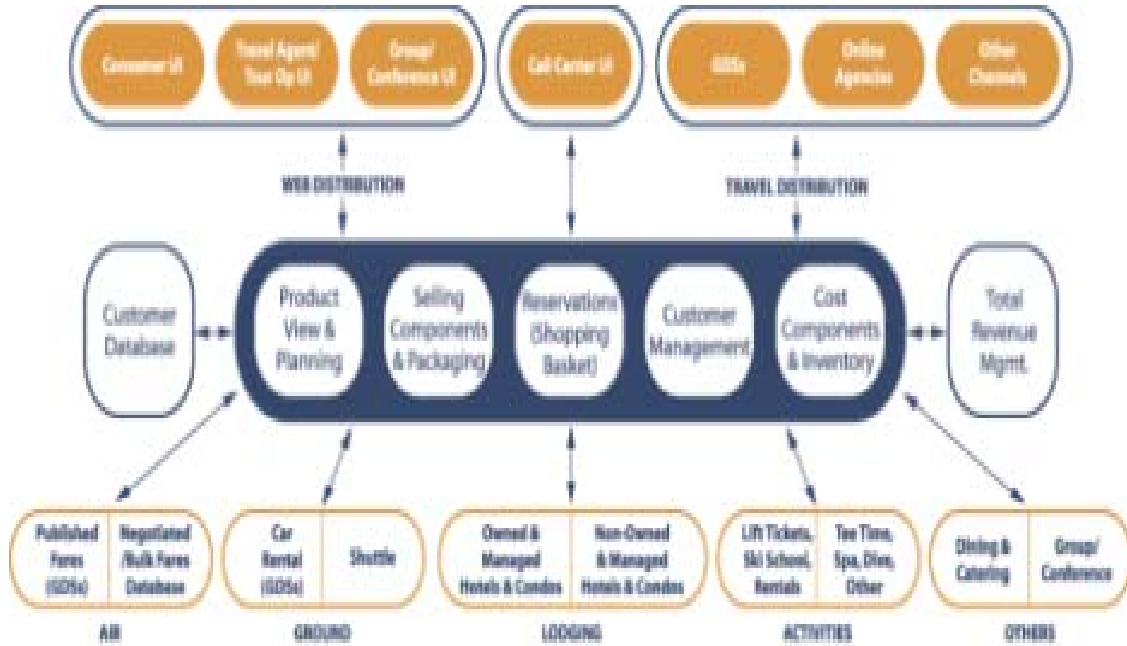 Consumer UI
Travel Agent/
Tour Op UI
Group/
Conference UI
Call Center UI
GDSs
Online
Agencies
Other
Channels
WEB DISTRIBUTION
TRAVEL DISTRIBUTION
Customer
Database
Product
View &
Planning
Selling
Components
& Packaging
Reservations
(Shopping
Basket)
Customer
Management
Cost
Components
& Inventory
Total
Revenue
Mgmt.
Published
Fares
(GDSs)
Negotiated
/Bulk Fares
Database
Car
Rental
(GDSs)
Shuttle
Owned &
Managed
Hotels & Condos
Non-Owned
& Managed
Hotels & Condos
Lift Tickets,
Ski School,
Rentals
Tee Time,
Spa, Dive,
Other
Dining &
Catering
Group/
Conference
AIR
GROUND
LODGING
ACTIVITIES
OTHERS